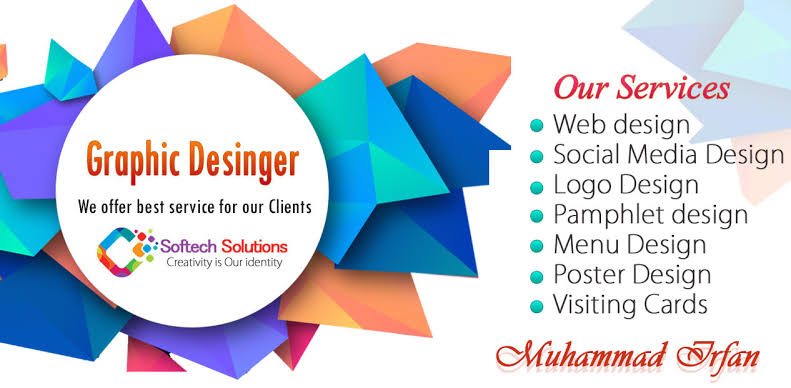 Graphic Desinger
We offer best service for our Clients
Softech Solutions
Creativity is Our identity
Our Services
Web design
Social Media Design
Logo Design
Pamphlet design
Menu Design
Poster Design
Visiting Cards
Muhammad Irfan